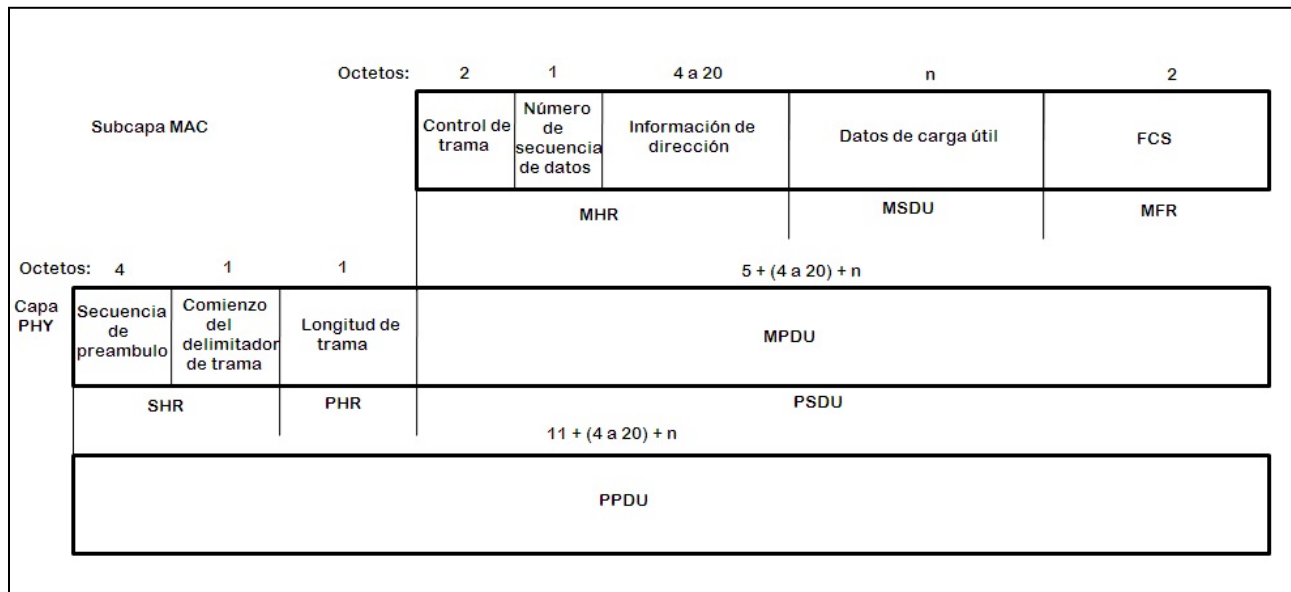 Octetos: 2 1 4 a 20 n 2
Subcapa MAC
Control de
trama
Número
de
secuencia
de datos
Información de
dirección
Datos de carga útil
FCS
MHR MSDU MFR
Octetos: 4 1 1 5 + (4 a 20) + n
Capa
PHY
Secuencia
de
preambulo
Comienzo
del
delimitador
de trama
Longitud de
trama
MPDU
SHR PHR PSDU
11 + (4 a 20) + n
PPDU